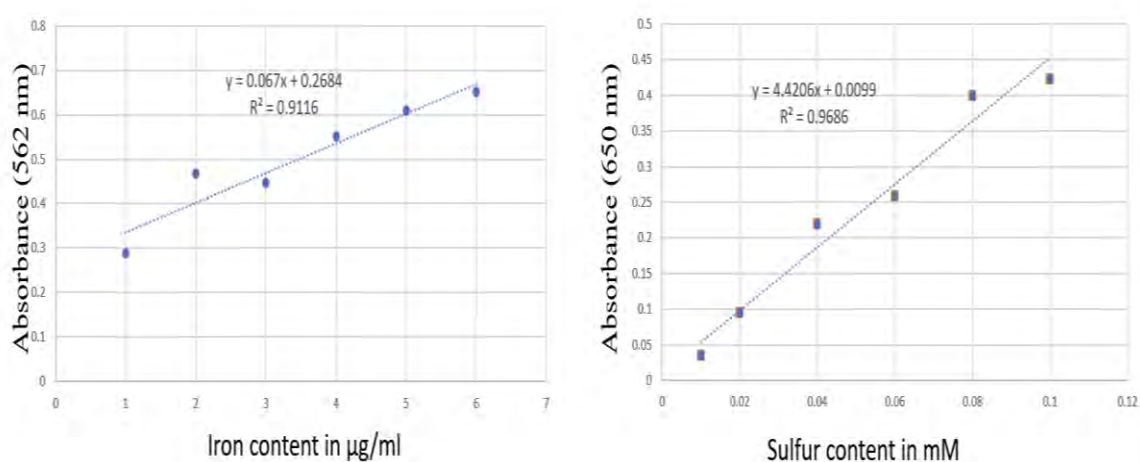 0.8
0.7
0.6
0.5
0.4
0.3
0.2
0.1
0
Absorbance (562 nm)
y = 0.067x + 0.2684
R² = 0.9116
0 1 2 3 4 5 6 7
Iron content in µg/ml
0.5
0.45
0.4
0.35
0.3
0.25
0.2
0.15
0.1
0.05
0
Absorbance (650 nm)
y = 4.4206x + 0.0099
R² = 0.9686
0 0.02 0.04 0.06 0.08 0.1 0.12
Sulfur content in mM